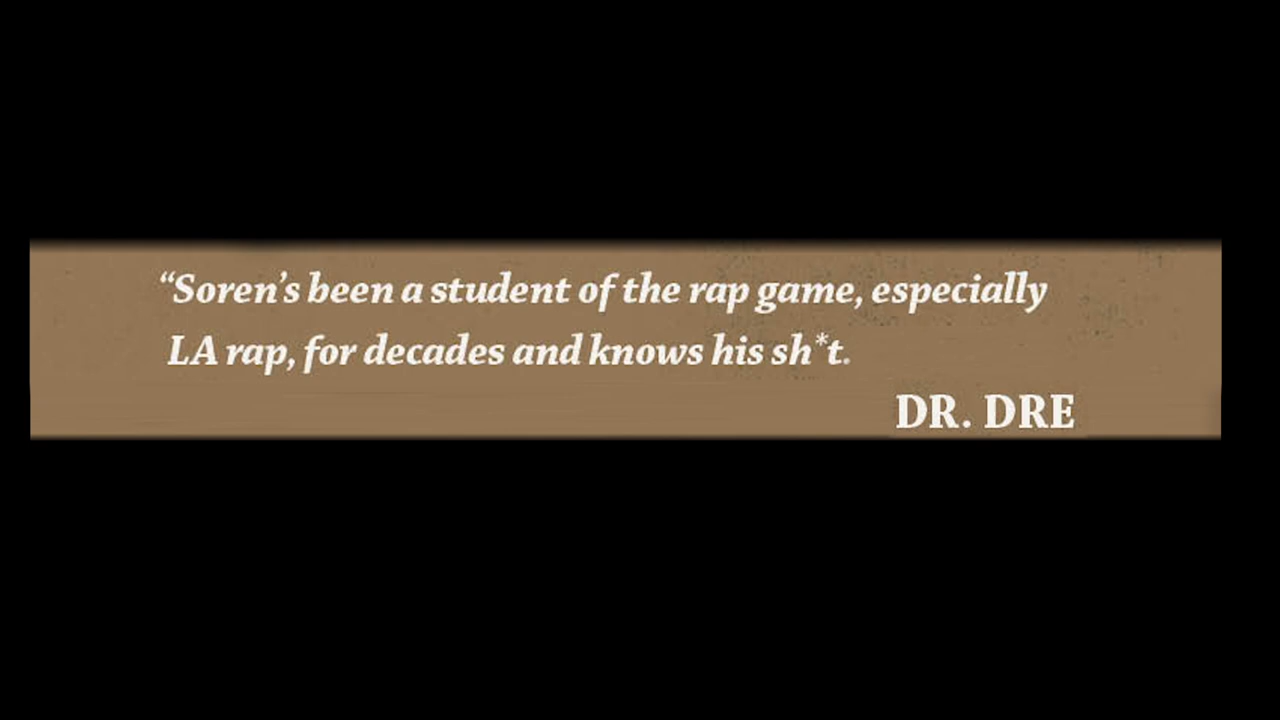 “Soren’s been a student of the rap game, especially
LA rap, for decades and knows his sh*t.
DR. DRE